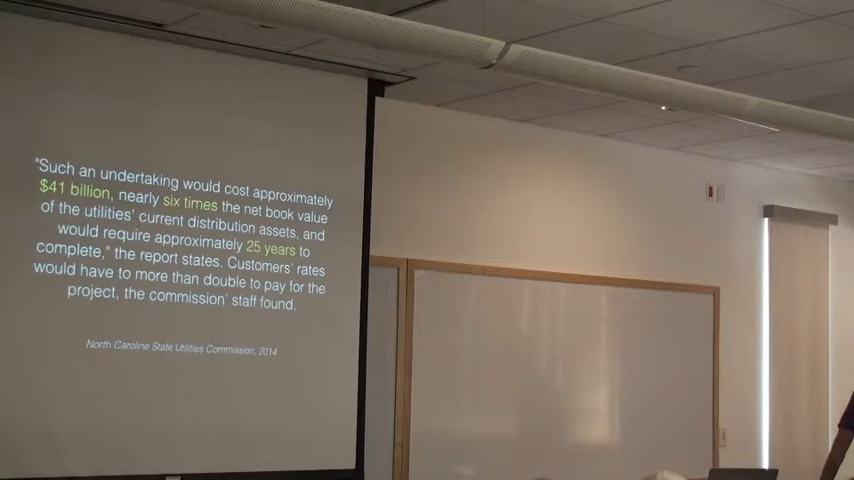 "Such an undertaking would cost approximately
$41 billion, nearly six times the net book value
of the utilities' current distribution assets, and
would require approximately 25 years to
complete," the report states. Customers' rates
would have to more than double to pay for the
project, the commission' staff found.
North Caroline State Utilities Commission, 2014